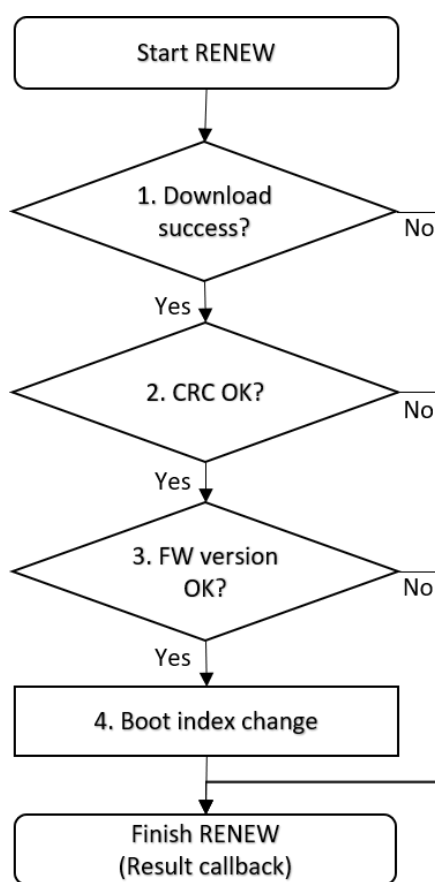 Start RENEW
1. Download
success?
No
Yes
2. CRC OK?
No
Yes
3. FW version
OK?
No
Yes
4. Boot index change
Finish RENEW
(Result callback)